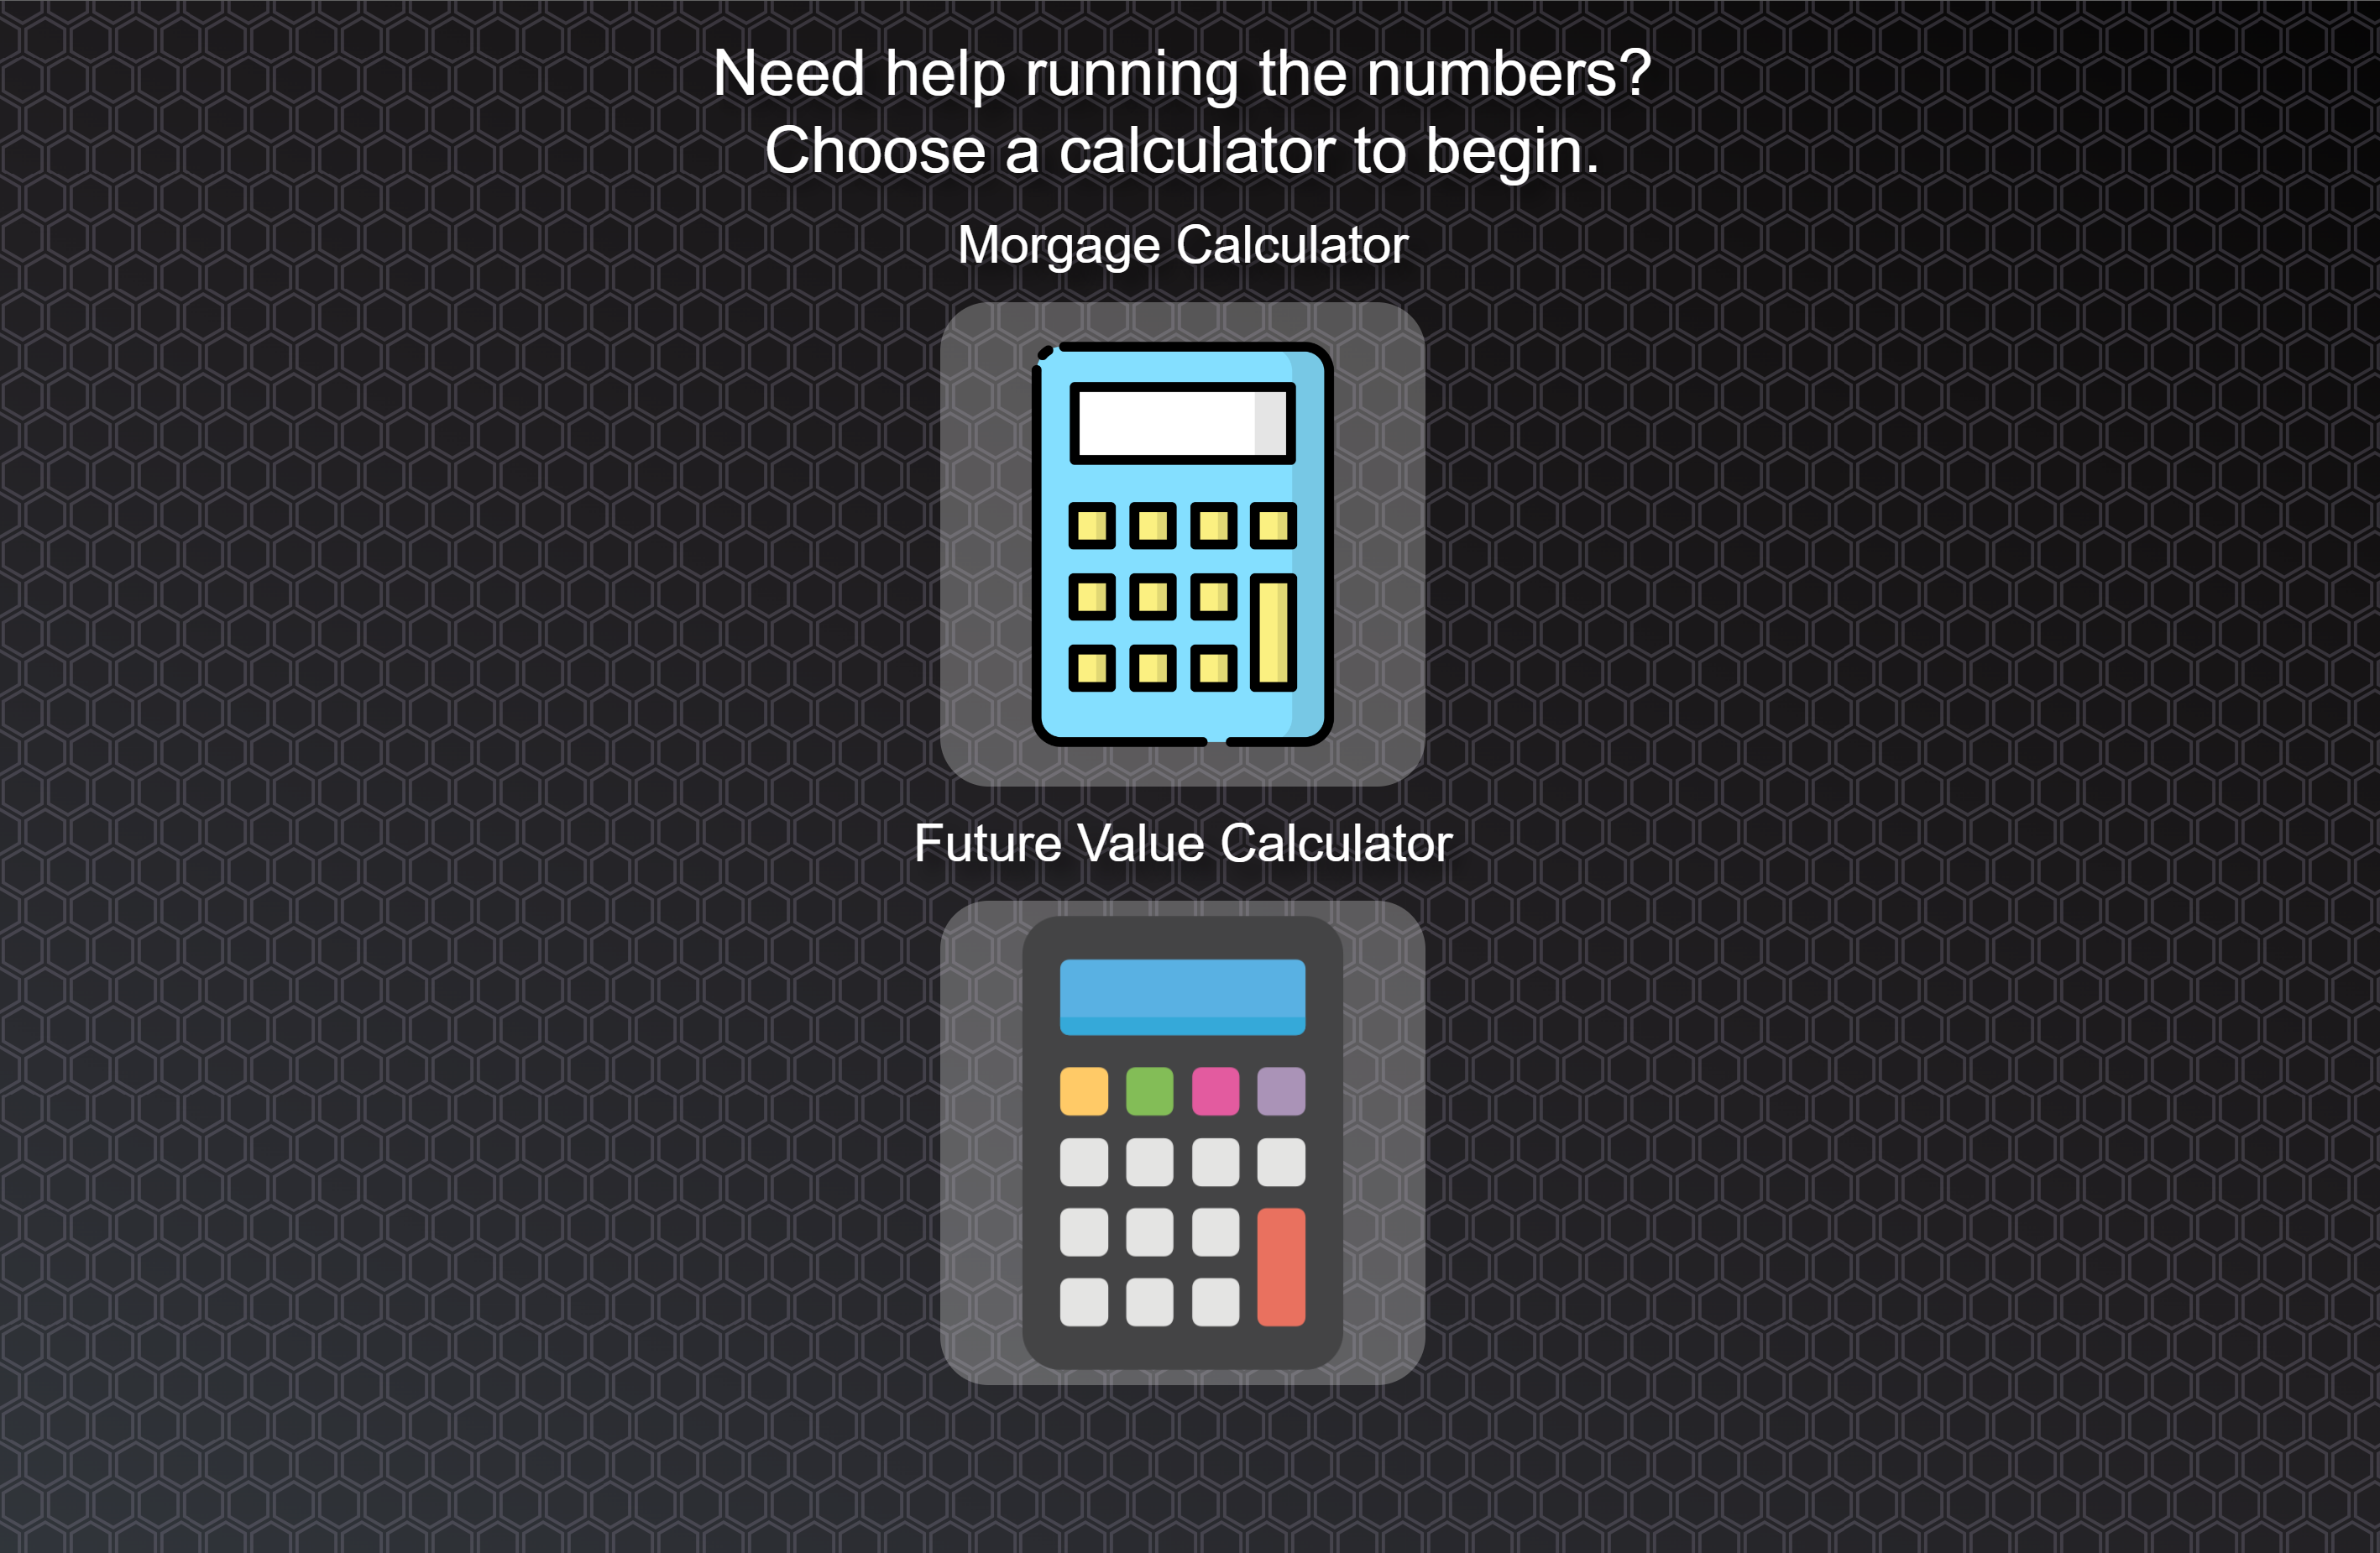 Need help running the numbers?
Choose a calculator to begin.
Morgage Calculator
Future Value Calculator